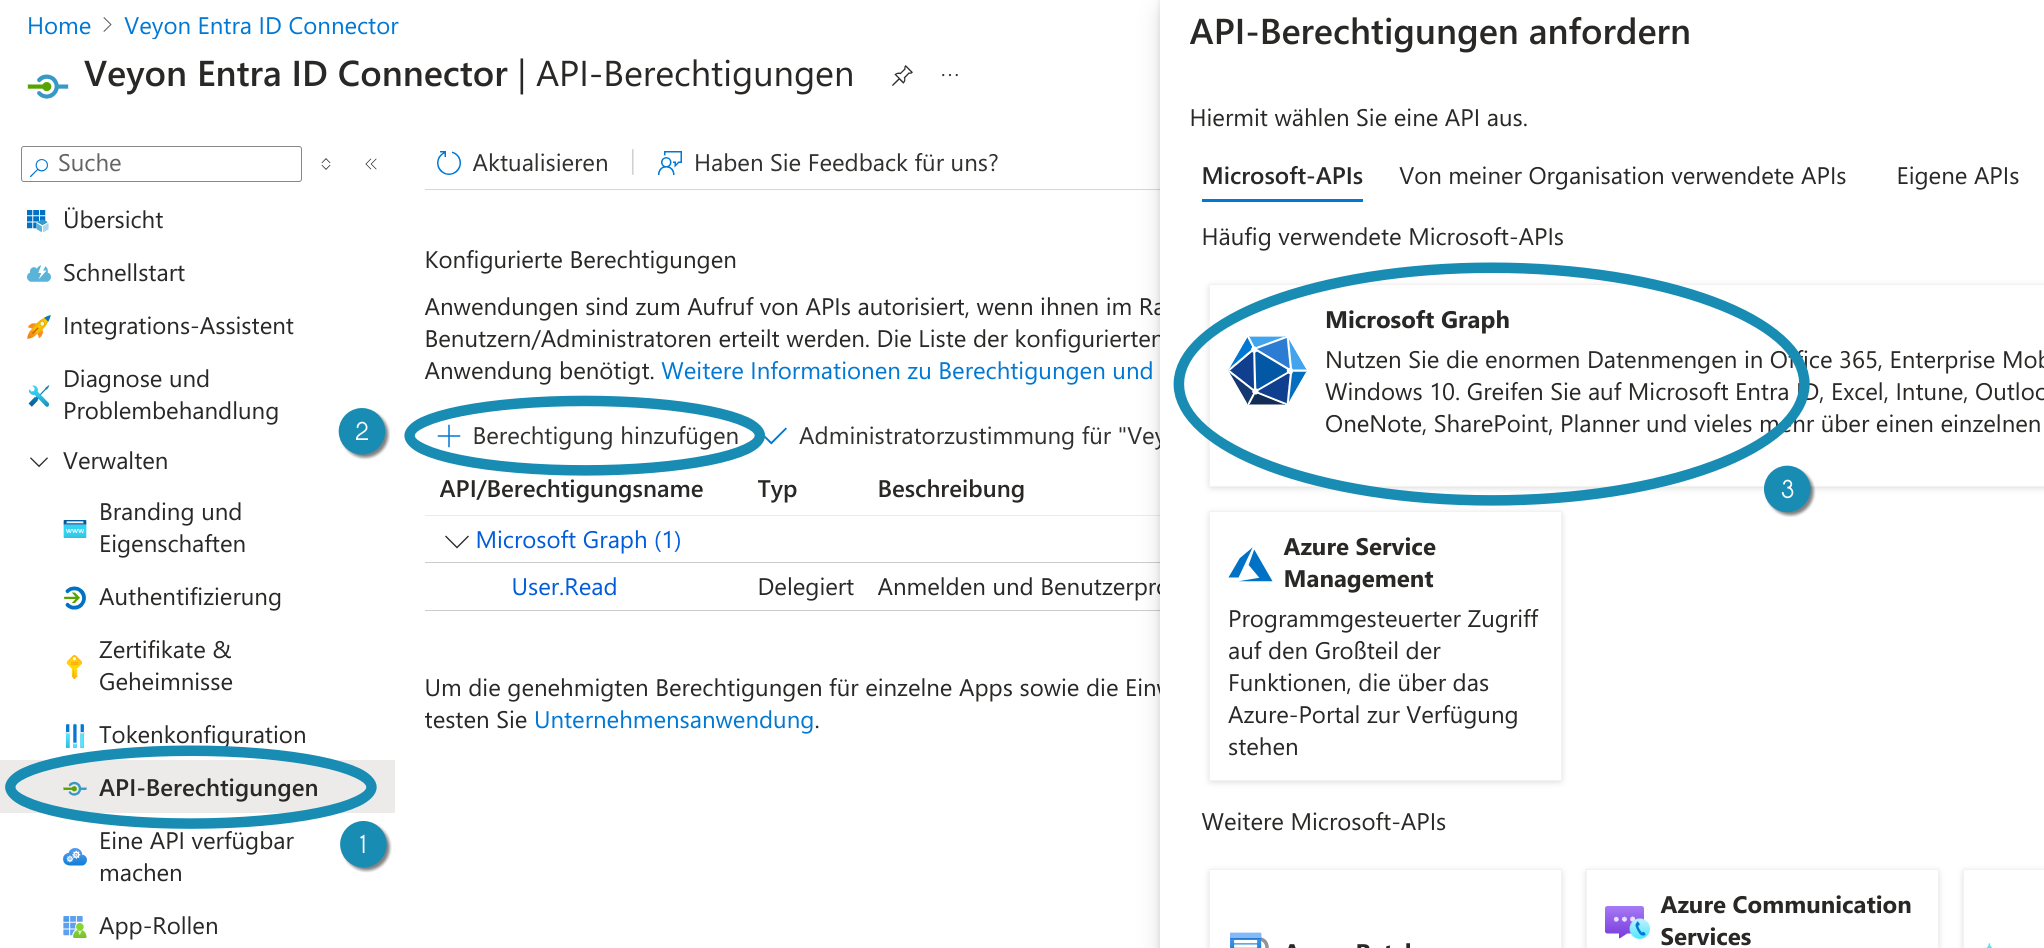 Home > Veyon Entra ID Connector
Veyon Entra ID Connector | API-Berechtigungen ···
Suche
Übersicht
Schnellstart
Integrations-Assistent
Diagnose und
Problembehandlung
Verwalten
Branding und
Eigenschaften
Authentifizierung
Zertifikate &
Geheimnisse
Tokenkonfiguration
API-Berechtigungen
1
Eine API verfügbar
machen
App-Rollen
Aktualisieren
Haben Sie Feedback für uns?
Konfigurierte Berechtigungen
Anwendungen sind zum Aufruf von APIs autorisiert, wenn ihnen im
Benutzern/Administratoren erteilt werden. Die Liste der konfigurierten
Anwendung benötigt. Weitere Informationen zu Berechtigungen und
2
Berechtigung hinzufügen
Administratorzustimmung für "Vey
API/Berechtigungsname Typ Beschreibung
Microsoft Graph (1)
User.Read Delegiert Anmelden und
Um die genehmigten Berechtigungen für einzelne Apps sowie die
testen Sie Unternehmensanwendung.
API-Berechtigungen anfordern
Hiermit wählen Sie eine API aus.
Microsoft-APIs Von meiner Organisation verwendete APIs Eigene APIs
Häufig verwendete Microsoft-APIs
Microsoft Graph
Nutzen Sie die enormen Datenmengen in Office 365, Enterprise
Windows 10. Greifen Sie auf Microsoft Entra ID, Excel, Intune,
OneNote, SharePoint, Planner und vieles mehr über einen einzelnen
3
Azure Service
Management
Programmgesteuerter Zugriff
auf den Großteil der
Funktionen, die über das
Azure-Portal zur Verfügung
stehen
Weitere Microsoft-APIs
Azure Communication
Services